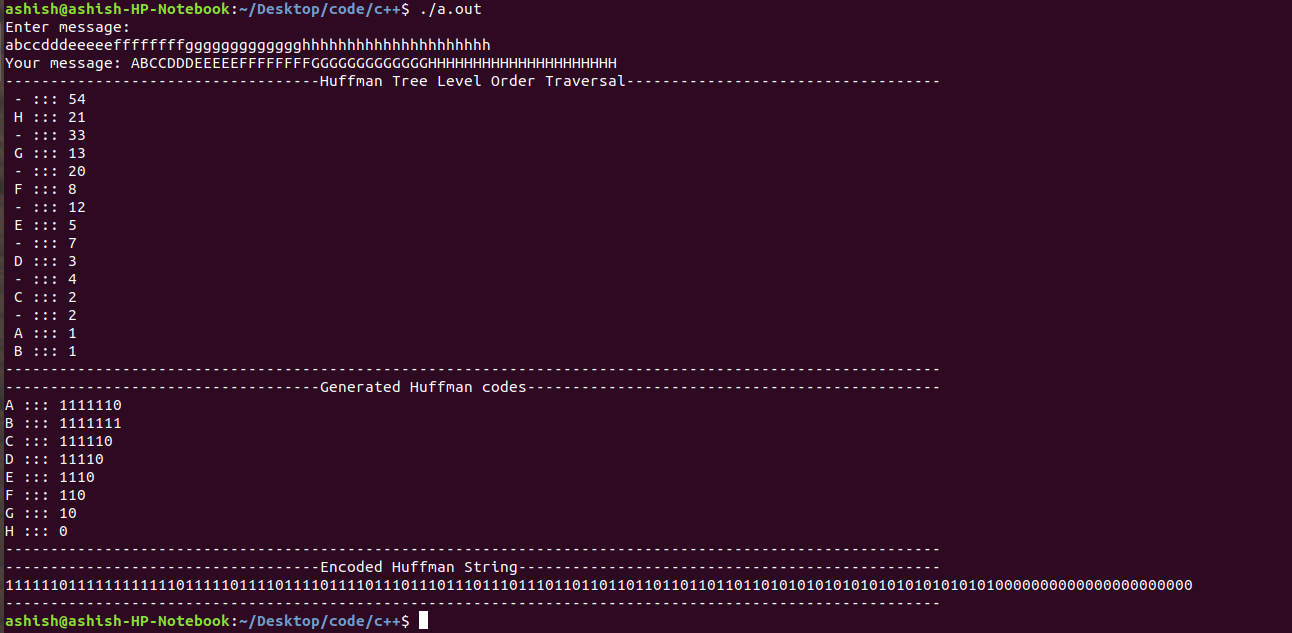 ashish@ashish-HP-Notebook:~/Desktop/code/c++$ ./a.out
Enter message:
abccdddeeeeeffffffffggggggggggggghhhhhhhhhhhhhhhhhhhhh
Your message: ABCCDDDEEEEEFFFFFFFFGGGGGGGGGGGGGHHHHHHHHHHHHHHHHHHHHH
-----------------------------------Huffman Tree Level Order Traversal-----------------------------------
- ::: 54
H ::: 21
- ::: 33
G ::: 13
- ::: 20
F ::: 8
- ::: 12
E ::: 5
- ::: 7
D ::: 3
- ::: 4
C ::: 2
- ::: 2
A ::: 1
B ::: 1
--------------------------------------------------------------------------------------------------------
-----------------------------------Generated Huffman codes----------------------------------------------
A ::: 1111110
B ::: 1111111
C ::: 111110
D ::: 11110
E ::: 1110
F ::: 110
G ::: 10
H ::: 0
--------------------------------------------------------------------------------------------------------
-----------------------------------Encoded Huffman String-----------------------------------------------
111111011111111111101111101111011110111101110111011101110111011011011011011011011010101010101010101010101010000000000000000000000
--------------------------------------------------------------------------------------------------------
ashish@ashish-HP-Notebook:~/Desktop/code/c++$